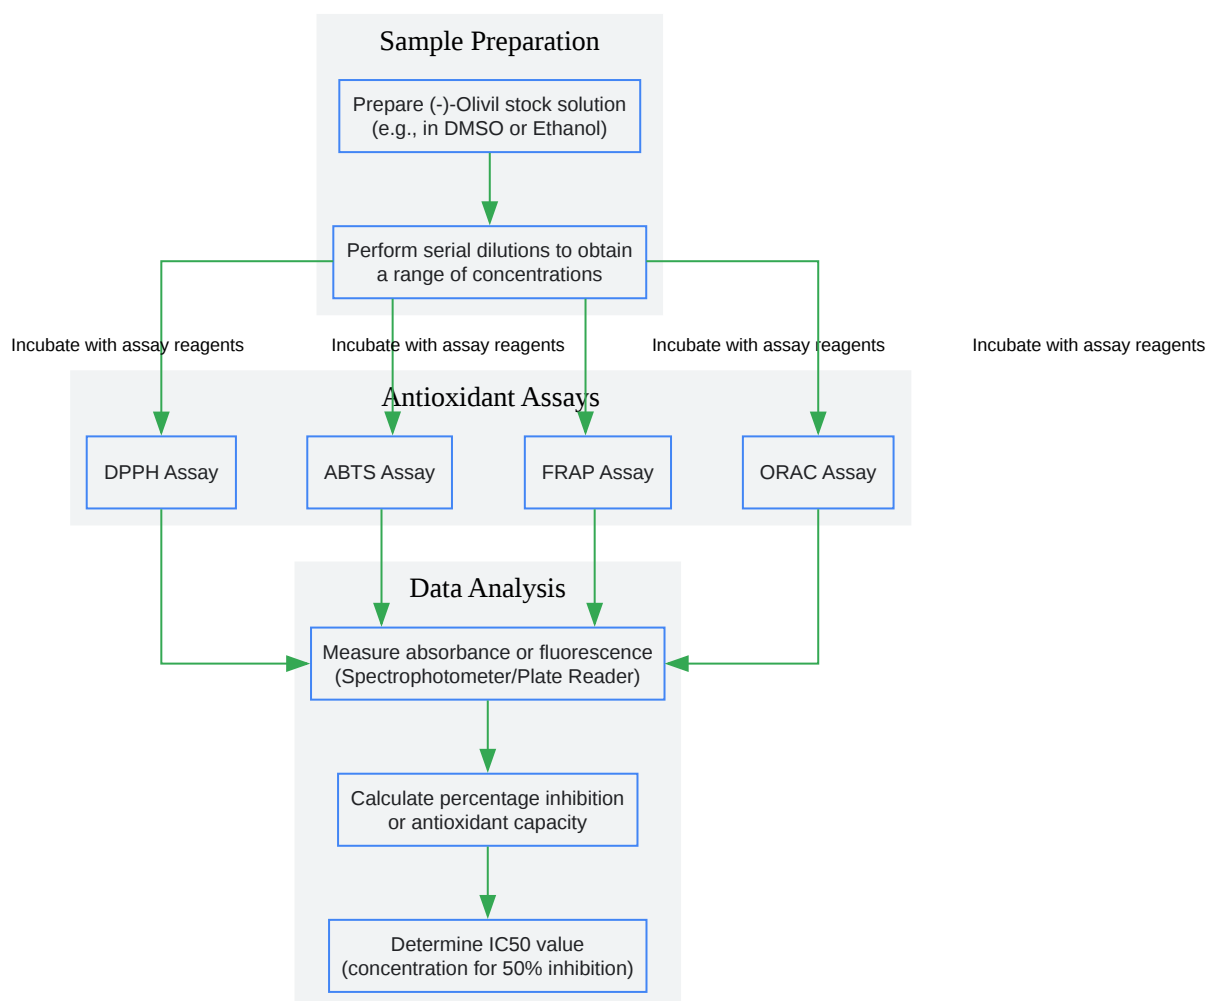 Sample Preparation
Prepare (-)-Olivil stock solution
(e.g., in DMSO or Ethanol)
Perform serial dilutions to obtain
a range of concentrations
Incubate with assay reagents
Incubate with assay reagents
Incubate with assay reagents
Incubate with assay reagents
Antioxidant Assays
DPPH Assay
ABTS Assay
FRAP Assay
ORAC Assay
Data Analysis
Measure absorbance or fluorescence
(Spectrophotometer/Plate Reader)
Calculate percentage inhibition
or antioxidant capacity
Determine IC50 value
(concentration for 50% inhibition)